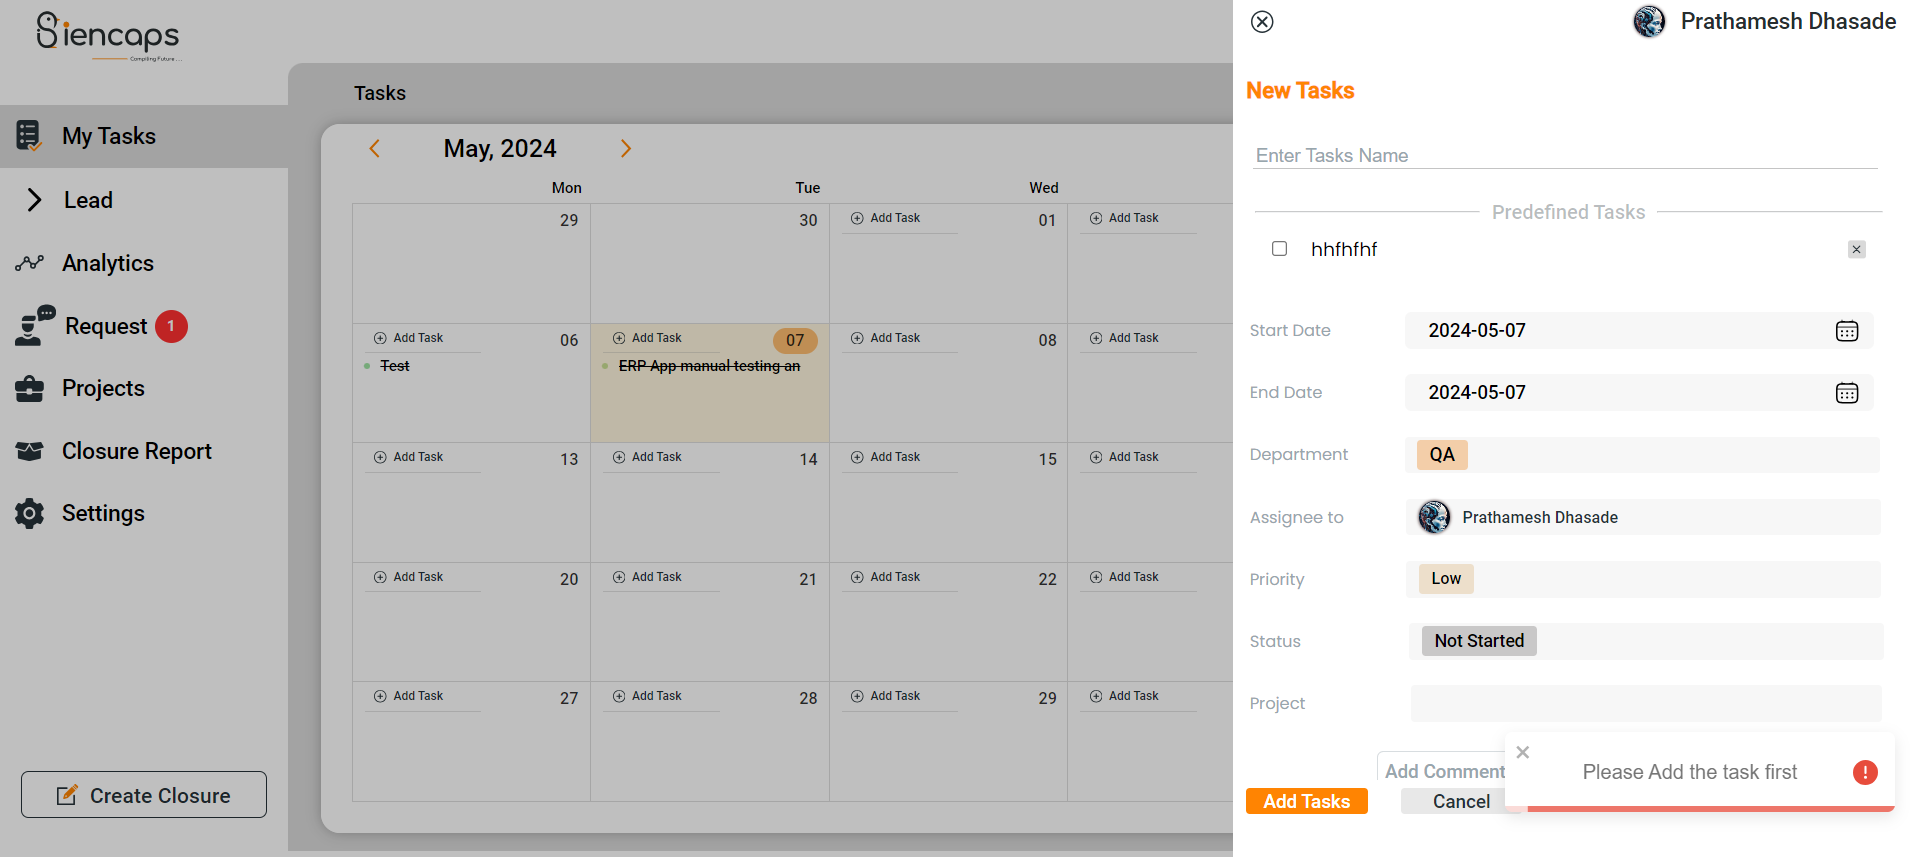 Siencaps
Compiling Future ...
My Tasks
Lead
Analytics
Request 1
Projects
Closure Report
Settings
Create Closure
Tasks
May, 2024
Mon Tue Wed
29 30 Add Task 01 Add Task
Add Task 06 Add Task 07 Add Task 08 Add Task
Test ERP App manual testing an
Add Task 13 Add Task 14 Add Task 15 Add Task
Add Task 20 Add Task 21 Add Task 22 Add Task
Add Task 27 Add Task 28 Add Task 29 Add Task
Prathamesh Dhasade
New Tasks
Enter Tasks Name
Predefined Tasks
hhfhfhf
Start Date 2024-05-07
End Date 2024-05-07
Department QA
Assignee to Prathamesh Dhasade
Priority Low
Status Not Started
Project
Add Comment
Please Add the task first
Add Tasks Cancel